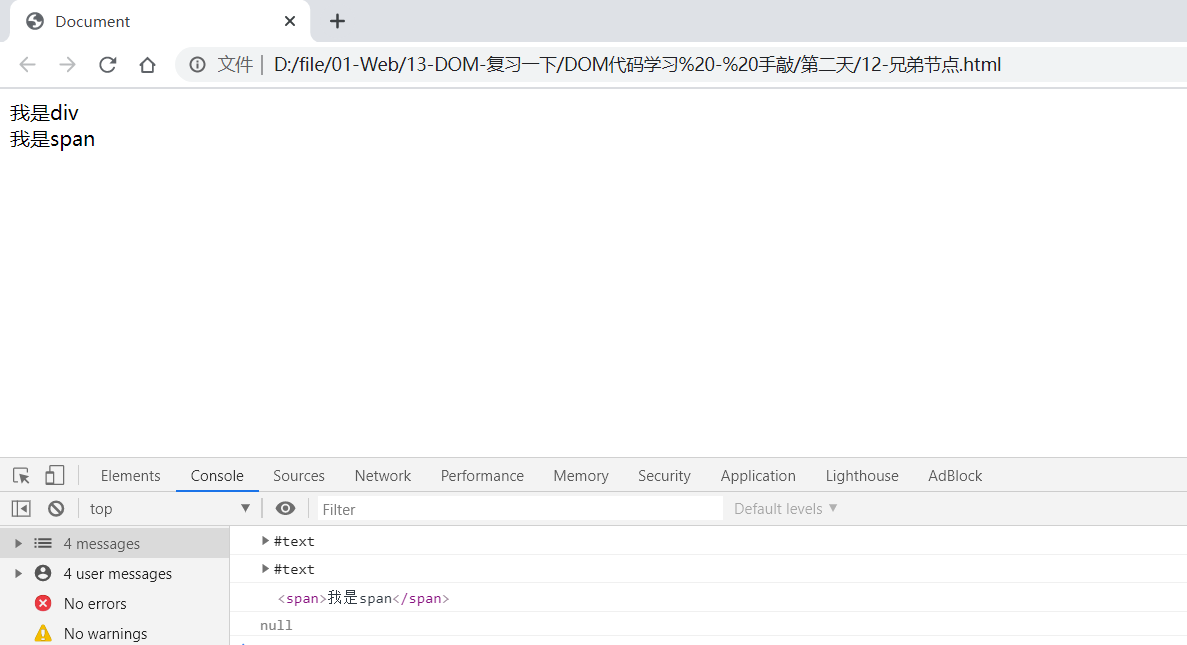 Document
文件 | D:/file/01-Web/13-DOM-复习一下/DOM代码学习%20-%20手敲/第二天/12-兄弟节点.html
我是div
我是span
Elements Console Sources Network Performance Memory Security Application Lighthouse AdBlock
top Filter Default levels
4 messages
4 user messages
No errors
No warnings
#text
#text
<span>我是span</span>
null